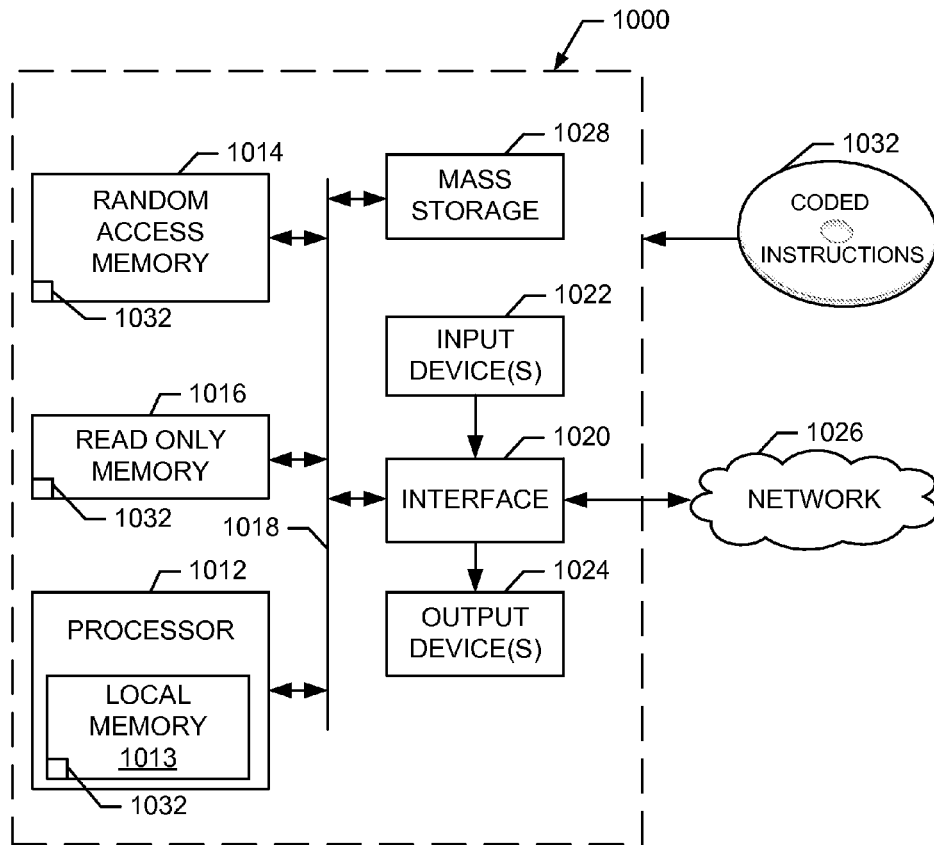 1000
1014
RANDOM
ACCESS
MEMORY
1032
1028
MASS
STORAGE
1032
CODED
INSTRUCTIONS
1022
INPUT
DEVICE(S)
1016
READ ONLY
MEMORY
1032
1018
1020
INTERFACE
1026
NETWORK
1012
PROCESSOR
LOCAL
MEMORY
1013
1032
1024
OUTPUT
DEVICE(S)